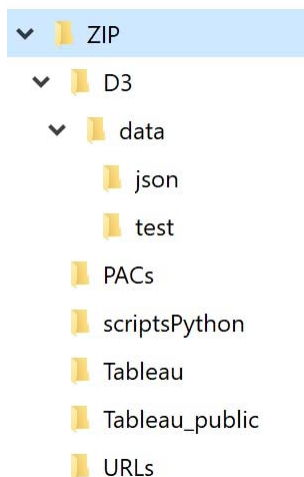 ZIP
D3
data
json
test
PACs
scriptsPython
Tableau
Tableau_public
URLs